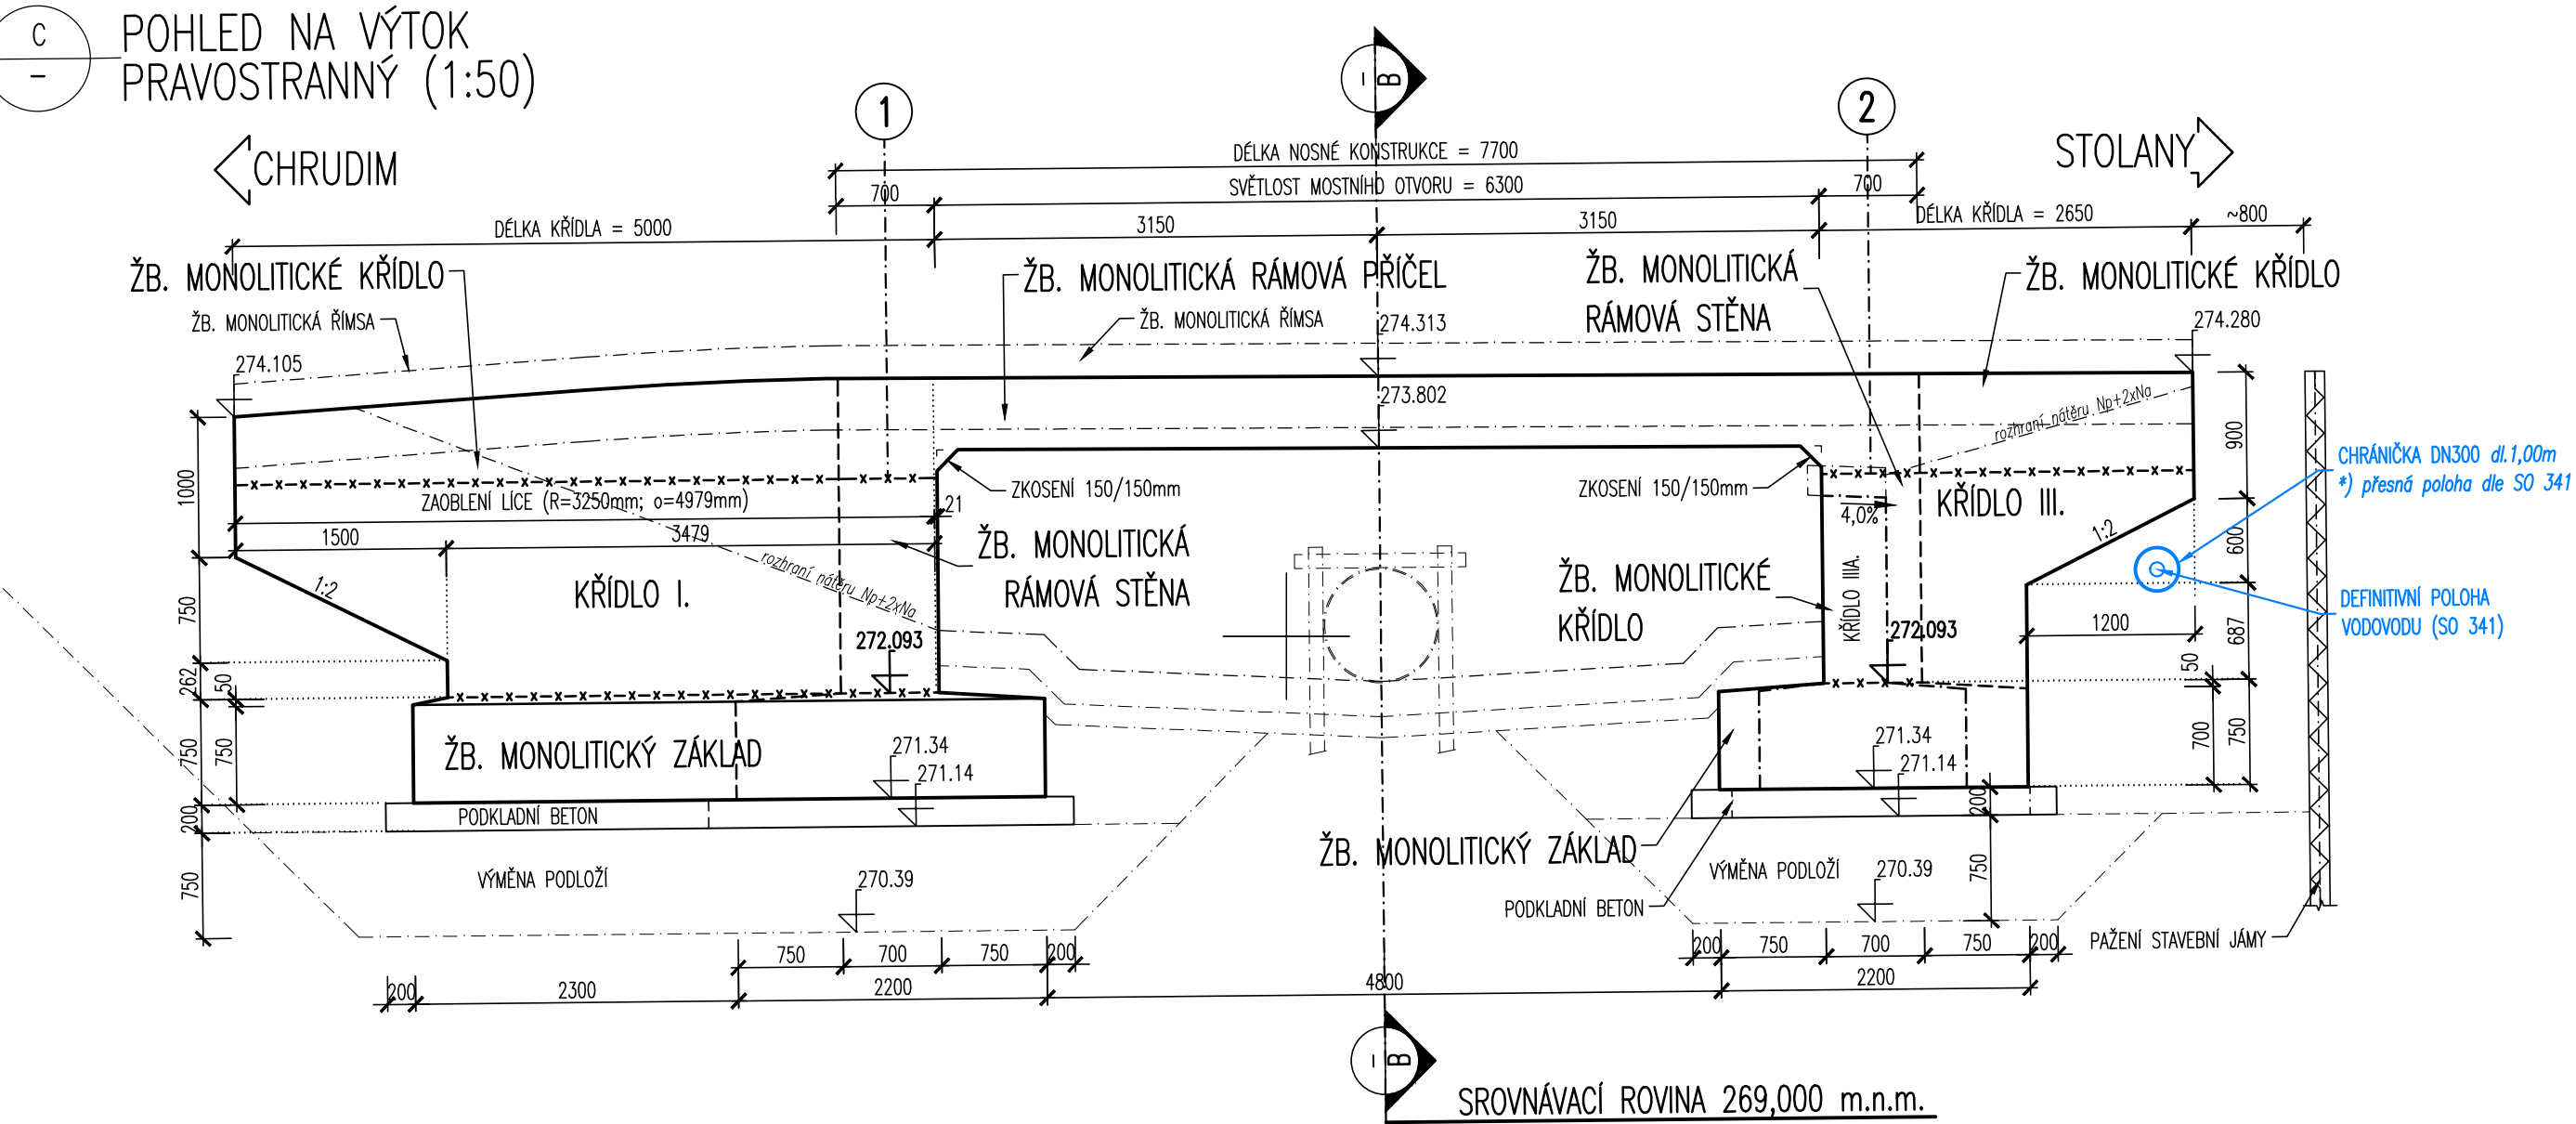 C
–
POHLED NA VÝTOK
PRAVOSTRANNÝ (1:50)
CHRUDIM
1
–
B
2
STOLANY
DÉLKA NOSNÉ KONSTRUKCE = 7700
700
SVĚTLOST MOSTNÍHO OTVORU = 6300
700
DÉLKA KŘÍDLA = 5000
3150
3150
DÉLKA KŘÍDLA = 2650
~800
ŽB. MONOLITICKÉ KŘÍDLO
ŽB. MONOLITICKÁ RÁMOVÁ PŘÍČEL
ŽB. MONOLITICKÁ
RÁMOVÁ STĚNA
ŽB. MONOLITICKÉ KŘÍDLO
ŽB. MONOLITICKÁ ŘÍMSA
ŽB. MONOLITICKÁ ŘÍMSA
274.313
274.280
274.105
273.802
rozhraní nátěru Np+2xNa
900
1000
ZAOBLENÍ LÍCE (R=3250mm; o=4979mm)
21
ZKOSENÍ 150/150mm
ZKOSENÍ 150/150mm
4,0%
KŘÍDLO III.
CHRÁNIČKA DN300 dl.1,00m
*) přesná poloha dle SO 341
1500
3479
ŽB. MONOLITICKÁ
RÁMOVÁ STĚNA
1:2
600
rozhraní nátěru Np+2xNa
1:2
KŘÍDLO I.
ŽB. MONOLITICKÉ
KŘÍDLO
KŘÍDLO IIIA.
DEFINITIVNÍ POLOHA
VODOVODU (SO 341)
750
272.093
272.093
1200
687
262
50
50
750
750
ŽB. MONOLITICKÝ ZÁKLAD
271.34
271.14
271.34
271.14
700
750
200
PODKLADNÍ BETON
200
ŽB. MONOLITICKÝ ZÁKLAD
750
VÝMĚNA PODLOŽÍ
270.39
VÝMĚNA PODLOŽÍ
270.39
750
PODKLADNÍ BETON
PAŽENÍ STAVEBNÍ JÁMY
750
700
750
200
200
750
700
750
200
200
2300
2200
4800
2200
–
B
SROVNÁVACÍ ROVINA 269,000 m.n.m.